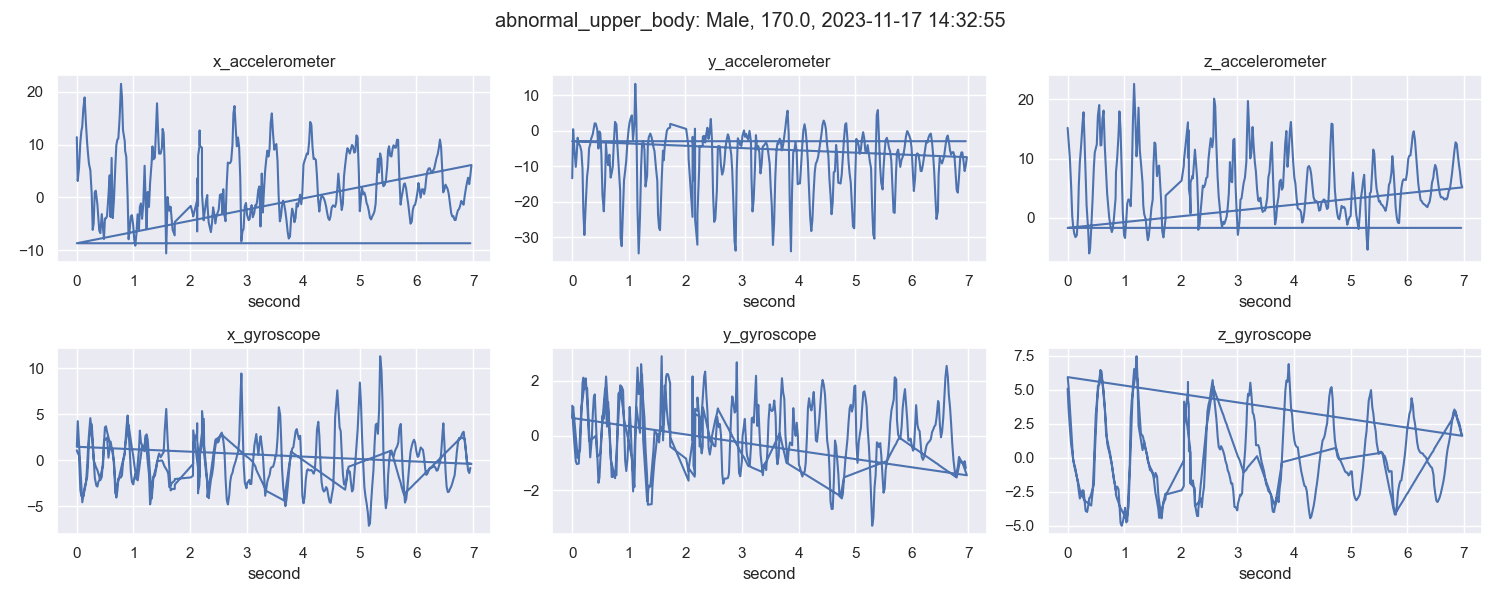 abnormal_upper_body: Male, 170.0, 2023-11-17 14:32:55
x_accelerometer
20
10
0
−10
0 1 2 3 4 5 6 7
second
y_accelerometer
10
0
−10
−20
−30
0 1 2 3 4 5 6 7
second
z_accelerometer
20
10
0
0 1 2 3 4 5 6 7
second
x_gyroscope
10
5
0
−5
0 1 2 3 4 5 6 7
second
y_gyroscope
2
0
−2
0 1 2 3 4 5 6 7
second
z_gyroscope
7.5
5.0
2.5
0.0
−2.5
−5.0
0 1 2 3 4 5 6 7
second